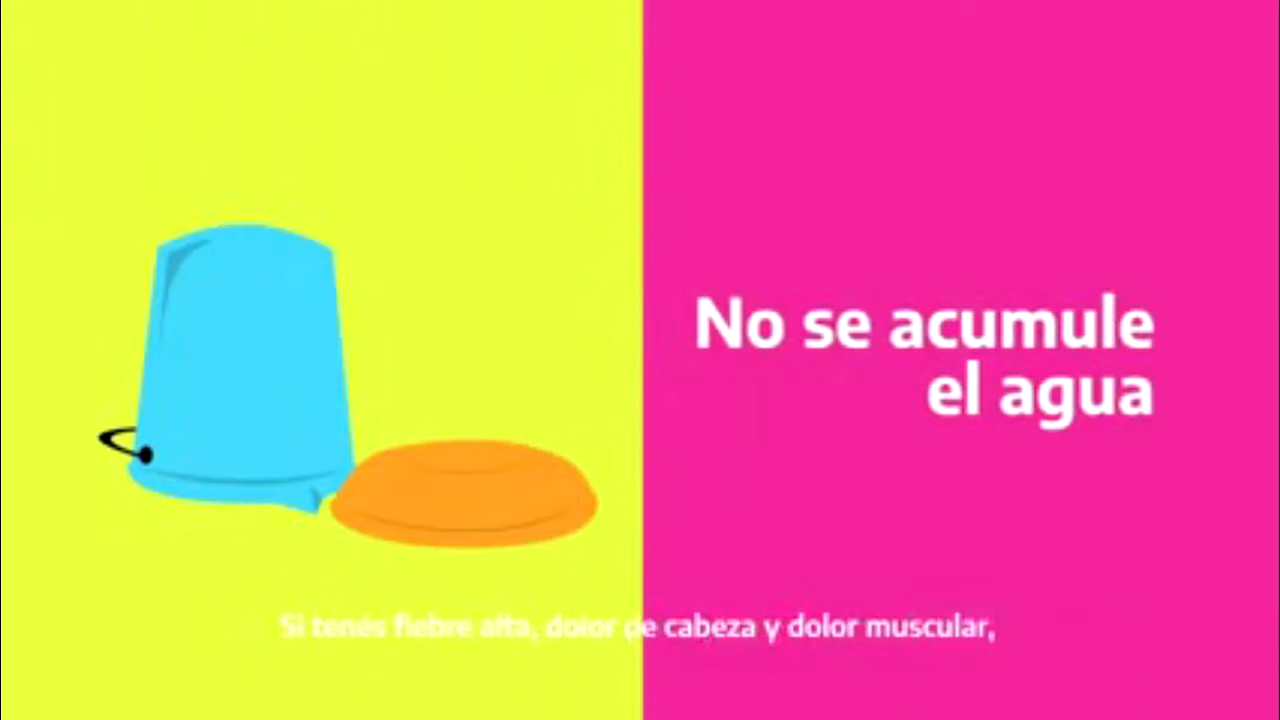 No se acumule
el agua
Si tenés fiebre alta, dolor de cabeza y dolor muscular,